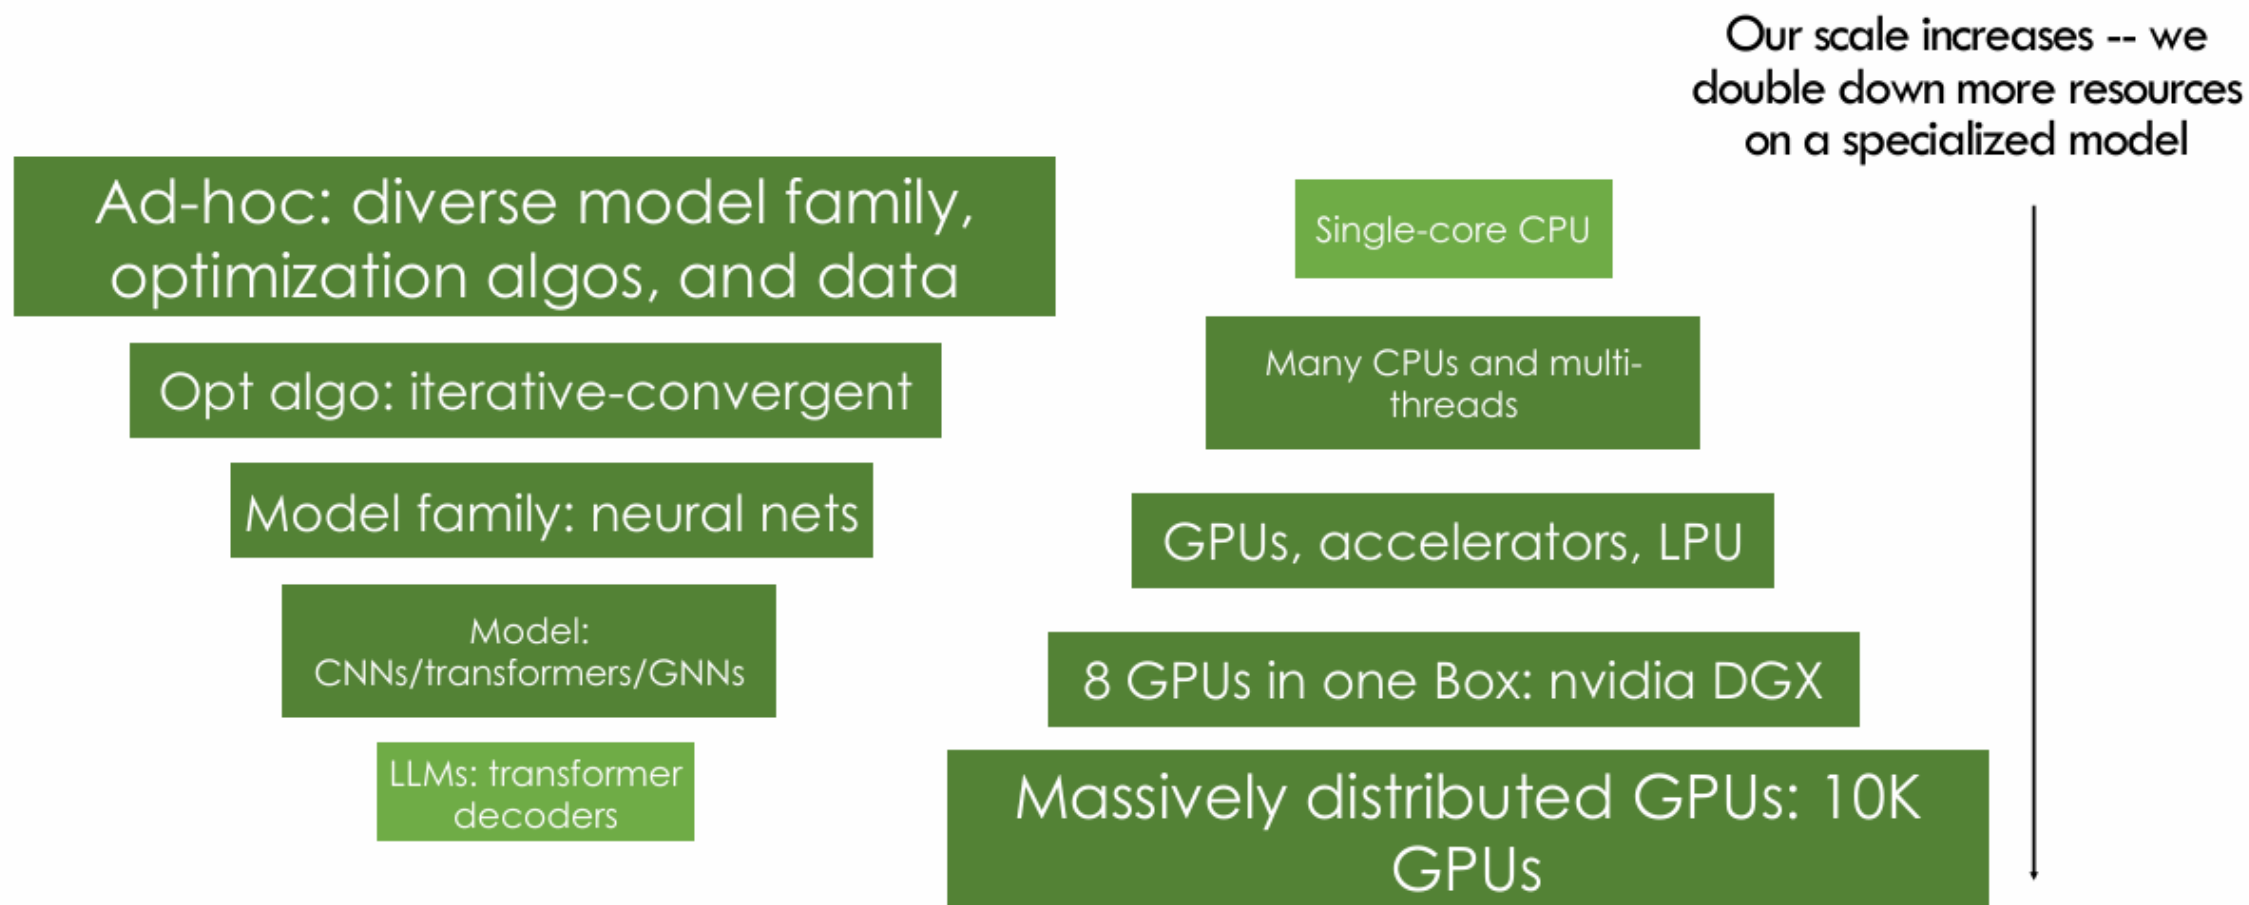 Our scale increases -- we
double down more resources
on a specialized model
Ad-hoc: diverse model family,
optimization algos, and data
Opt algo: iterative-convergent
Model family: neural nets
Model:
CNNs/transformers/GNNs
LLMs: transformer
decoders
Single-core CPU
Many CPUs and multi-
threads
GPUs, accelerators, LPU
8 GPUs in one Box: nvidia DGX
Massively distributed GPUs: 10K
GPUs